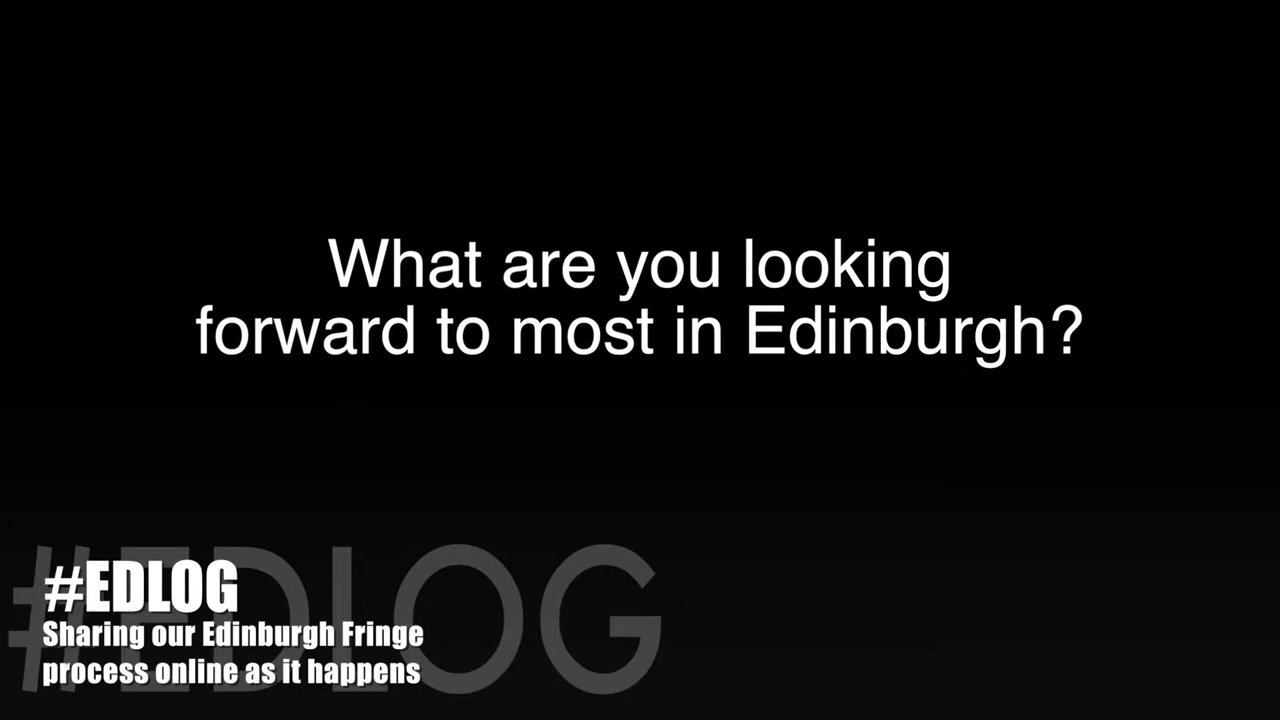 What are you looking
forward to most in Edinburgh?
#EDLOG
#EDLOG
Sharing our Edinburgh Fringe
process online as it happens